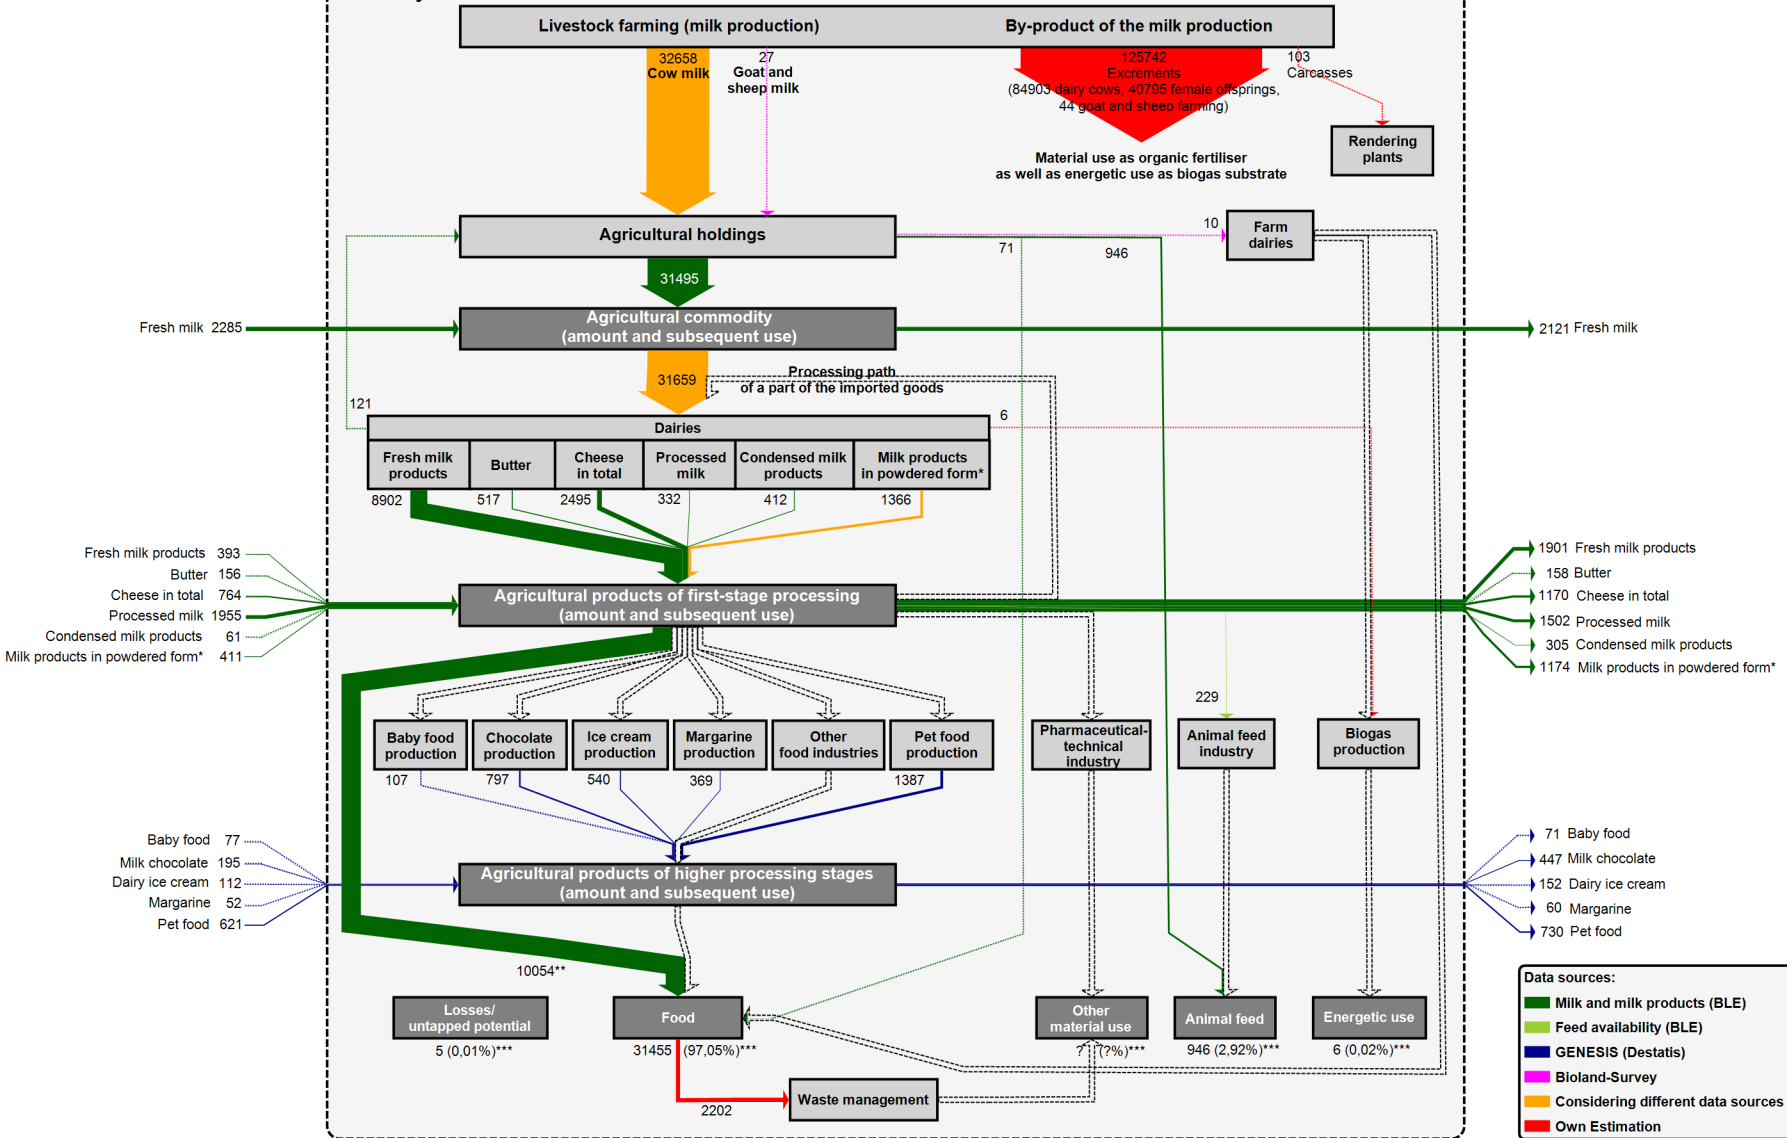 Livestock farming (milk production)
By-product of the milk production
32658
Cow milk
27
Goat and
sheep milk
125742
Excrements
(84903 dairy cows, 40795 female offsprings,
44 goat and sheep farming)
103
Carcasses
Rendering
plants
Material use as organic fertiliser
as well as energetic use as biogas substrate
Agricultural holdings
10
Farm
dairies
71
946
31495
Fresh milk 2285
Agricultural commodity
(amount and subsequent use)
2121 Fresh milk
31659
Processing path
of a part of the imported goods
121
6
Dairies
Fresh milk
products
Butter
Cheese
in total
Processed
milk
Condensed milk
products
Milk products
in powdered form*
8902
517
2495
332
412
1366
Fresh milk products 393
Butter 156
Cheese in total 764
Processed milk 1955
Condensed milk products 61
Milk products in powdered form* 411
Agricultural products of first-stage processing
(amount and subsequent use)
1901 Fresh milk products
158 Butter
1170 Cheese in total
1502 Processed milk
305 Condensed milk products
1174 Milk products in powdered form*
229
Baby food
production
Chocolate
production
Ice cream
production
Margarine
production
Other
food industries
Pet food
production
Pharmaceutical-
technical
industry
Animal feed
industry
Biogas
production
107
797
540
369
1387
Baby food 77
Milk chocolate 195
Dairy ice cream 112
Margarine 52
Pet food 621
Agricultural products of higher processing stages
(amount and subsequent use)
71 Baby food
447 Milk chocolate
152 Dairy ice cream
60 Margarine
730 Pet food
10054**
Losses/
untapped potential
5 (0,01%)***
Food
31455 (97,05%)***
Other
material use
? (?%)***
Animal feed
946 (2,92%)***
Energetic use
6 (0,02%)***
2202
Waste management
Data sources:
Milk and milk products (BLE)
Feed availability (BLE)
GENESIS (Destatis)
Bioland-Survey
Considering different data sources
Own Estimation